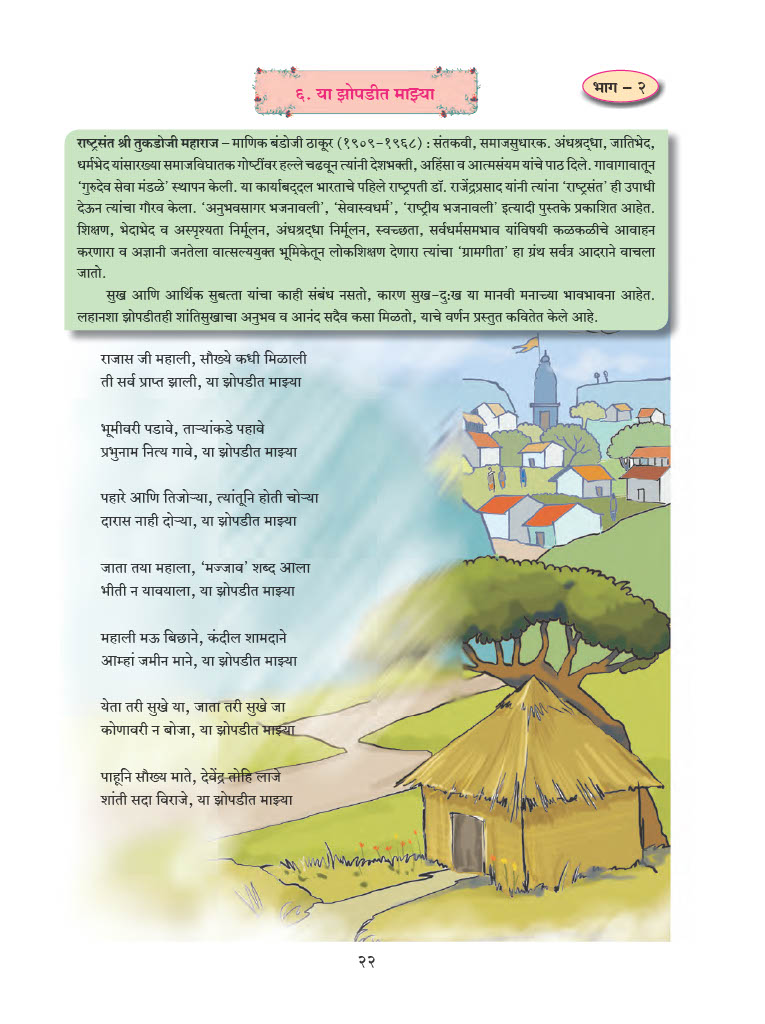 ६. या झोपडीत माझ्या
भाग – २
राष्ट्रसंत श्री तुकडोजी महाराज – माणिक बंडोजी ठाकूर (१९०९-१९६८) : संतकवी, समाजसुधारक. अंधश्रद्धा, जातिभेद,
धर्मभेद यांसारख्या समाजविघातक गोष्टींवर हल्ले चढवून त्यांनी देशभक्ती, अहिंसा व आत्मसंयम यांचे पाठ दिले. गावागावातून
‘गुरुदेव सेवा मंडळे’ स्थापन केली. या कार्याबद्दल भारताचे पहिले राष्ट्रपती डॉ. राजेंद्रप्रसाद यांनी त्यांना ‘राष्ट्रसंत’ ही उपाधी
देऊन त्यांचा गौरव केला. ‘अनुभवसागर भजनावली’, ‘सेवास्वधर्म’, ‘राष्ट्रीय भजनावली’ इत्यादी पुस्तके प्रकाशित आहेत.
शिक्षण, भेदाभेद व अस्पृश्यता निर्मूलन, अंधश्रद्धा निर्मूलन, स्वच्छता, सर्वधर्मसमभाव यांविषयी कळकळीचे आवाहन
करणारा व अज्ञानी जनतेला वात्सल्ययुक्त भूमिकेतून लोकशिक्षण देणारा त्यांचा ‘ग्रामगीता’ हा ग्रंथ सर्वत्र आदराने वाचला
जातो.
सुख आणि आर्थिक सुबत्ता यांचा काही संबंध नसतो, कारण सुख-दुःख या मानवी मनाच्या भावभावना आहेत.
लहानशा झोपडीतही शांतिसुखाचा अनुभव व आनंद सदैव कसा मिळतो, याचे वर्णन प्रस्तुत कवितेत केले आहे.
राजास जी महाली, सौख्ये कधी मिळाली
ती सर्व प्राप्त झाली, या झोपडीत माझ्या
भूमीवरी पडावे, ताऱ्यांकडे पहावे
प्रभुनाम नित्य गावे, या झोपडीत माझ्या
पहारे आणि तिजोऱ्या, त्यांतूनि होती चोऱ्या
दारास नाही दोऱ्या, या झोपडीत माझ्या
जाता तया महाला, ‘मज्जाव’ शब्द आला
भीती न यावयाला, या झोपडीत माझ्या
महाली मऊ बिछाने, कंदील शामदाने
आम्हां जमीन माने, या झोपडीत माझ्या
येता तरी सुखे या, जाता तरी सुखे जा
कोणावरी न बोजा, या झोपडीत माझ्या
पाहूनि सौख्य माते, देवेंद्र तोहि लाजे
शांती सदा विराजे, या झोपडीत माझ्या
२२